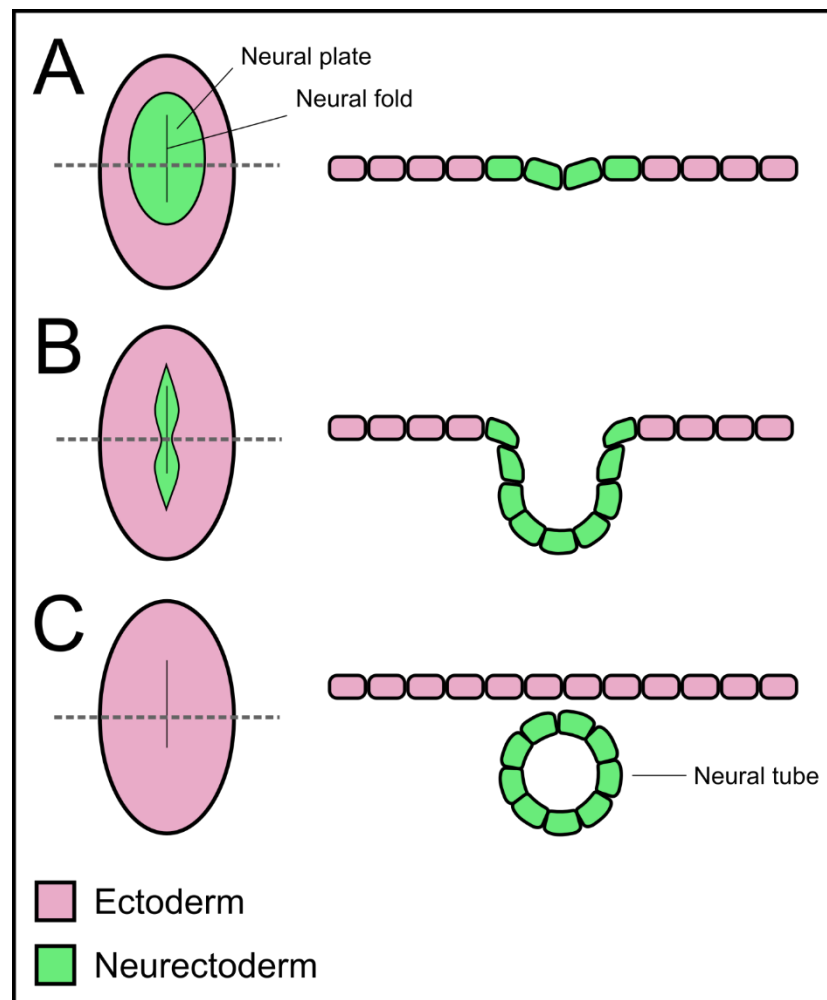 A
Neural plate
Neural fold
B
C
Neural tube
Ectoderm
Neurectoderm